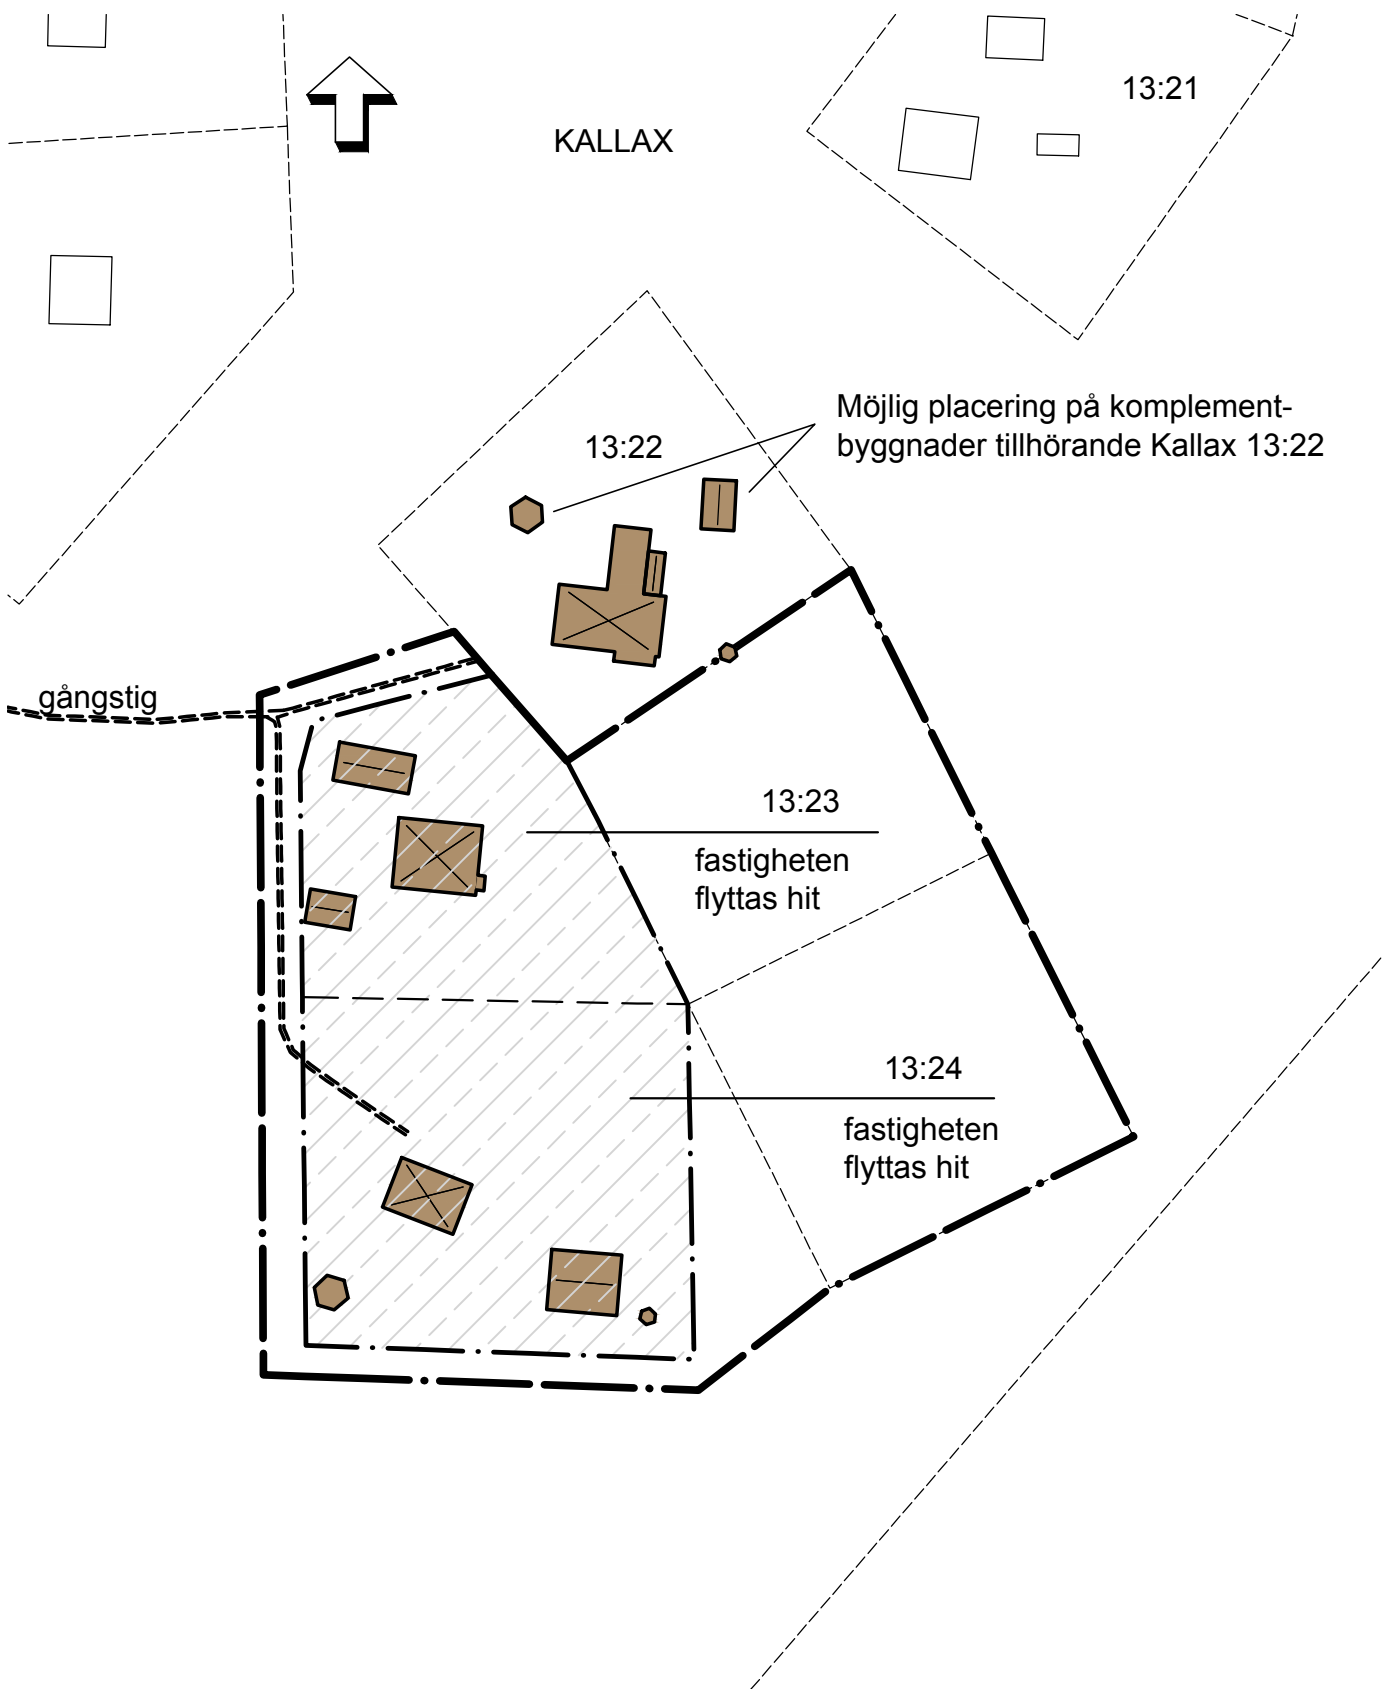 13:21
KALLAX
Möjlig placering på komplement-
byggnader tillhörande Kallax 13:22
13:22
gångstig
13:23
fastigheten
flyttas hit
13:24
fastigheten
flyttas hit